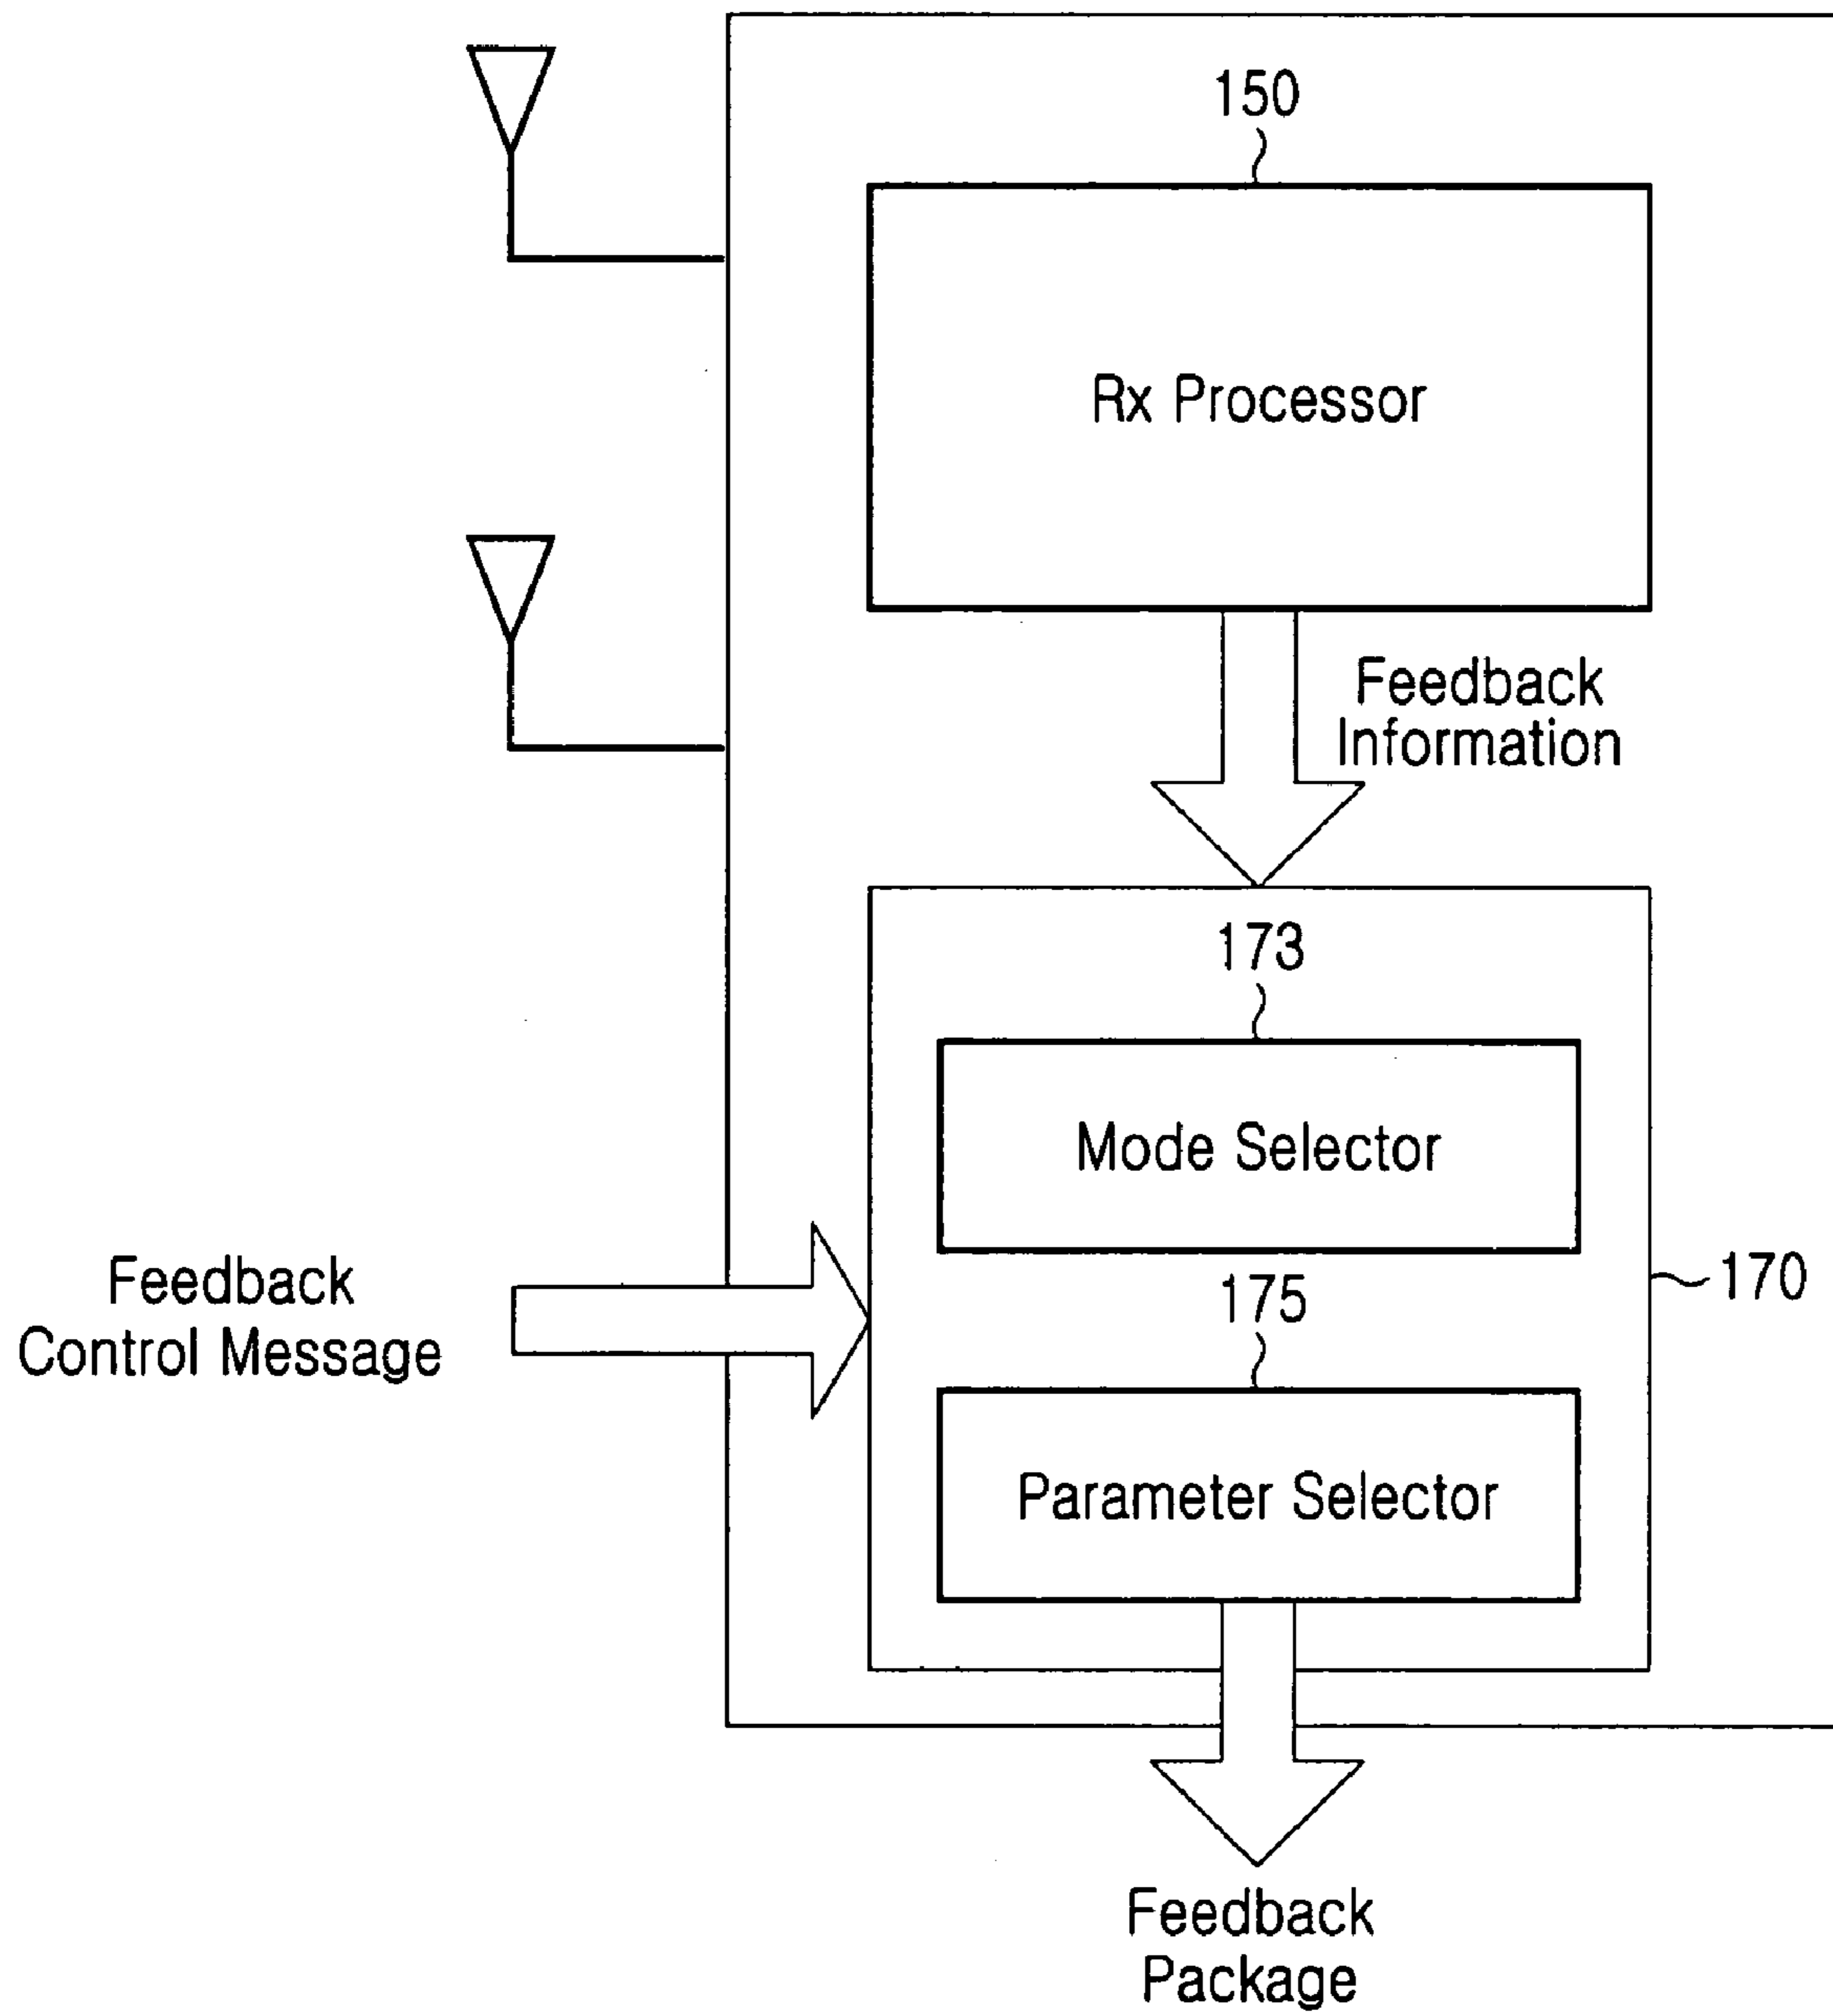 150
Rx Processor
Feedback
Information
173
Mode Selector
170
Feedback
Control Message
175
Parameter Selector
Feedback
Package